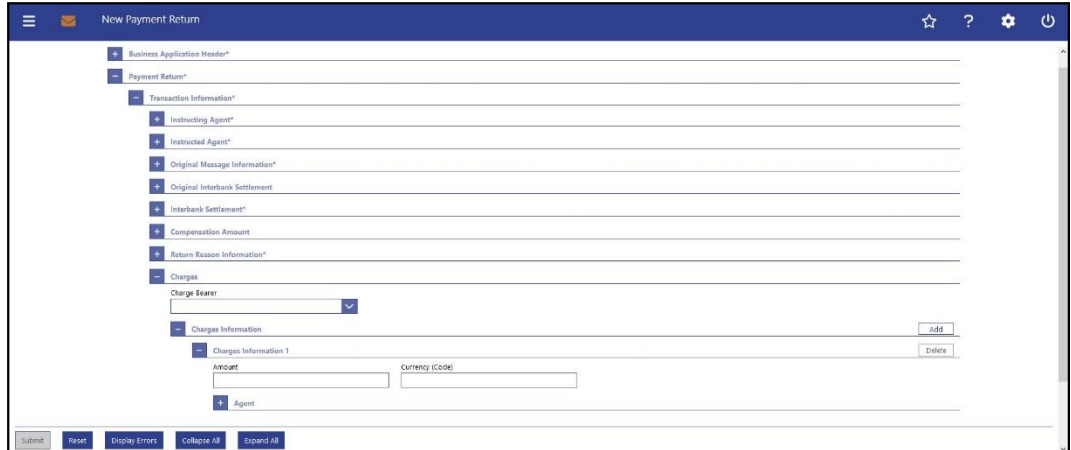 New Payment Return
Business Application Header*
Payment Return*
Transaction Information*
Instructing Agent*
Instructed Agent*
Original Message Information*
Original Interbank Settlement
Interbank Settlement*
Compensation Amount
Return Reason Information*
Charges
Charge Bearer
Charges Information Add
Charges Information 1 Delete
Amount Currency (Code)
Agent
Submit Reset Display Errors Collapse All Expand All